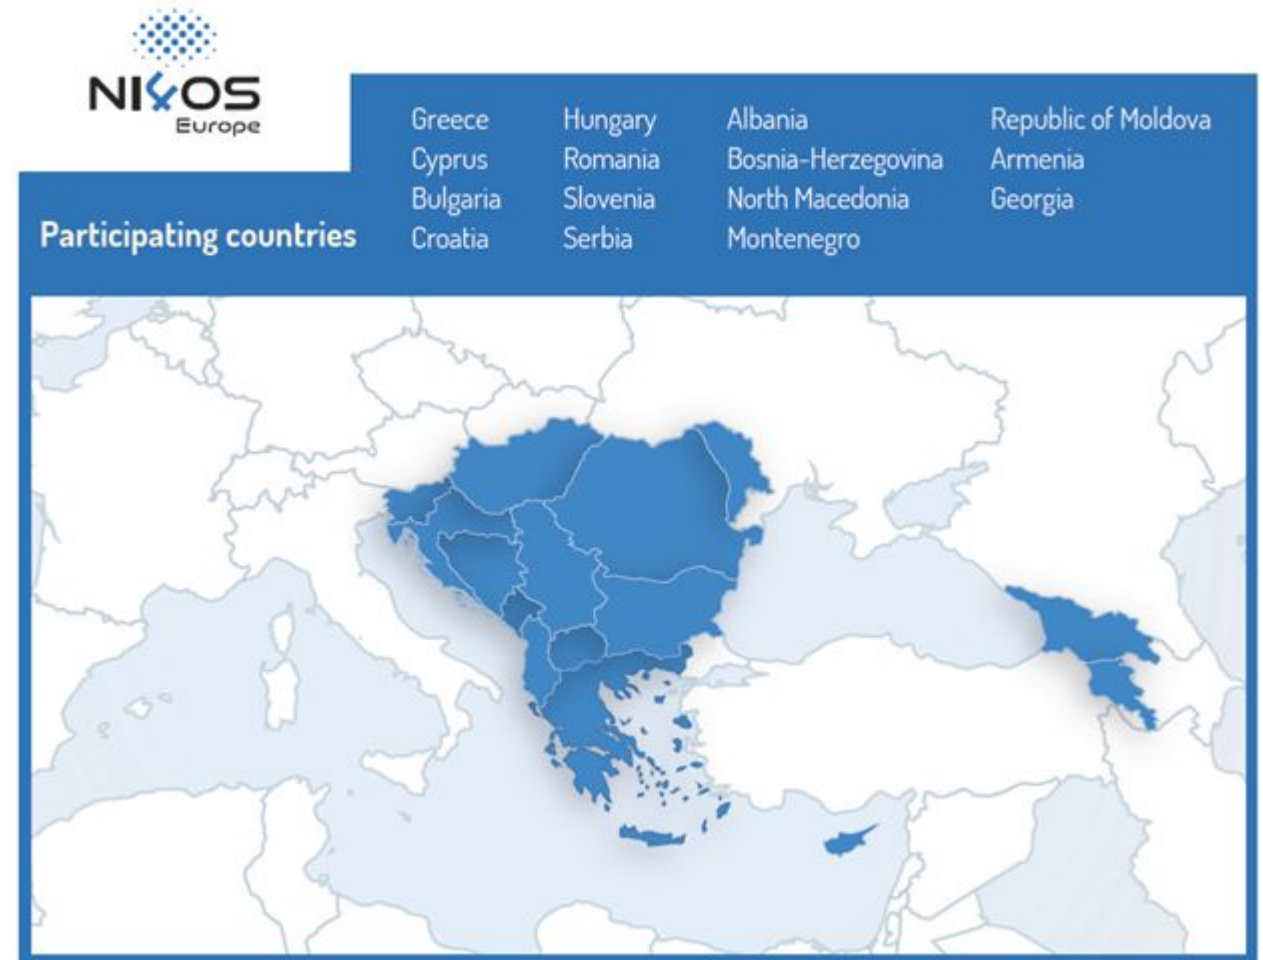 NI4OS
Europe
Participating countries
Greece
Cyprus
Bulgaria
Croatia
Hungary
Romania
Slovenia
Serbia
Albania
Bosnia-Herzegovina
North Macedonia
Montenegro
Republic of Moldova
Armenia
Georgia